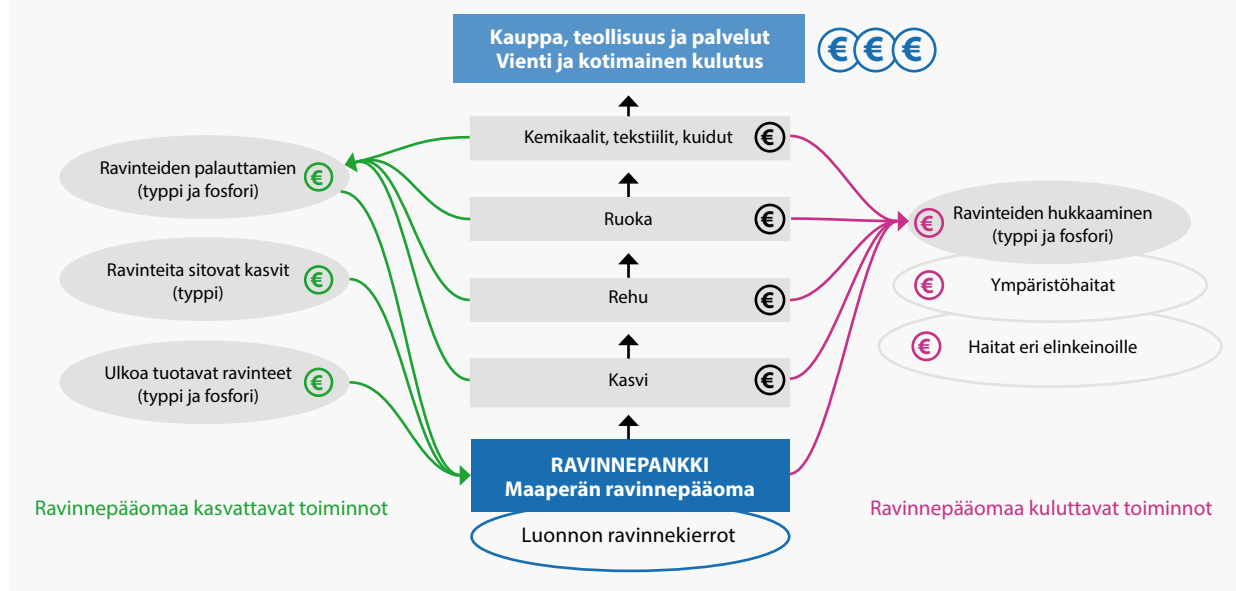 Kauppa, teollisuus ja palvelut
Vienti ja kotimainen kulutus
€ € €
Kemikaalit, tekstiilit, kuidut €
Ruoka €
Rehu €
Kasvi €
RAVINNEPANKKI
Maaperän ravinnepääoma
Luonnon ravinnekierrot
Ravinteiden palauttamien €
(typpi ja fosfori)
Ravinteita sitovat kasvit €
(typpi)
Ulkoa tuotavat ravinteet €
(typpi ja fosfori)
Ravinnepääomaa kasvattavat toiminnot
€ Ravinteiden hukkaaminen
(typpi ja fosfori)
€ Ympäristöhaitat
€ Haitat eri elinkeinoille
Ravinnepääomaa kuluttavat toiminnot